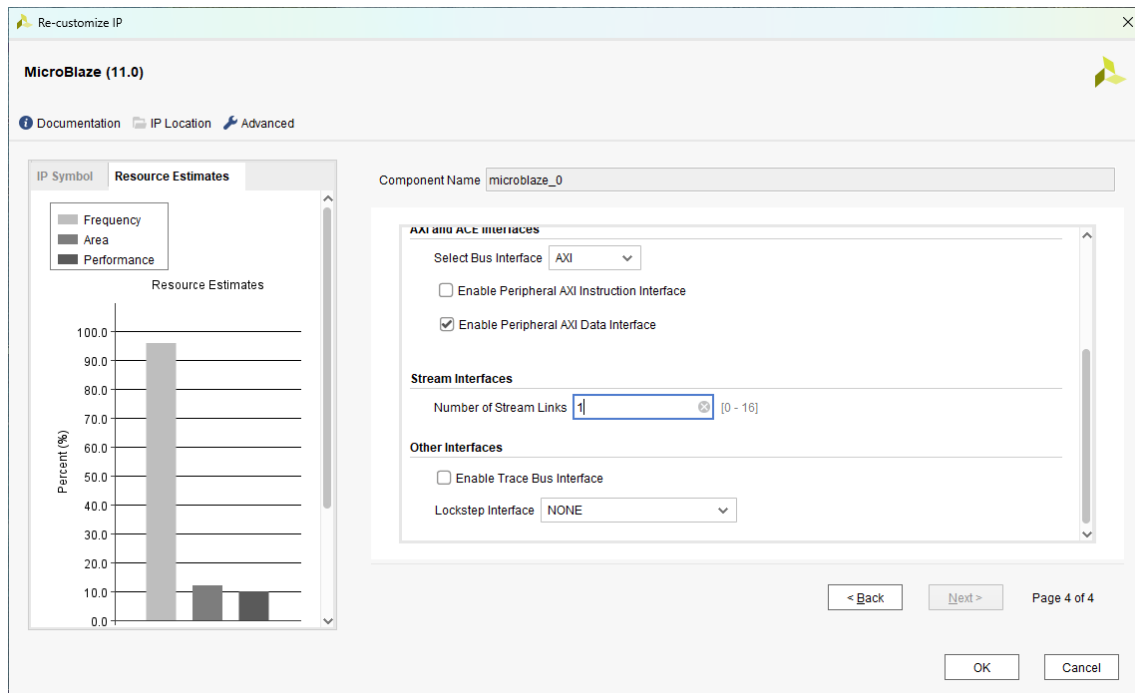 Re-customize IP
MicroBlaze (11.0)
Documentation IP Location Advanced
IP Symbol Resource Estimates
Frequency
Area
Performance
Resource Estimates
Percent (%)
100.0
90.0
80.0
70.0
60.0
50.0
40.0
30.0
20.0
10.0
0.0
Component Name microblaze_0
AXI and ACE Interfaces
Select Bus Interface AXI
Enable Peripheral AXI Instruction Interface
Enable Peripheral AXI Data Interface
Stream Interfaces
Number of Stream Links 1 [0 - 16]
Other Interfaces
Enable Trace Bus Interface
Lockstep Interface NONE
< Back Next > Page 4 of 4
OK Cancel